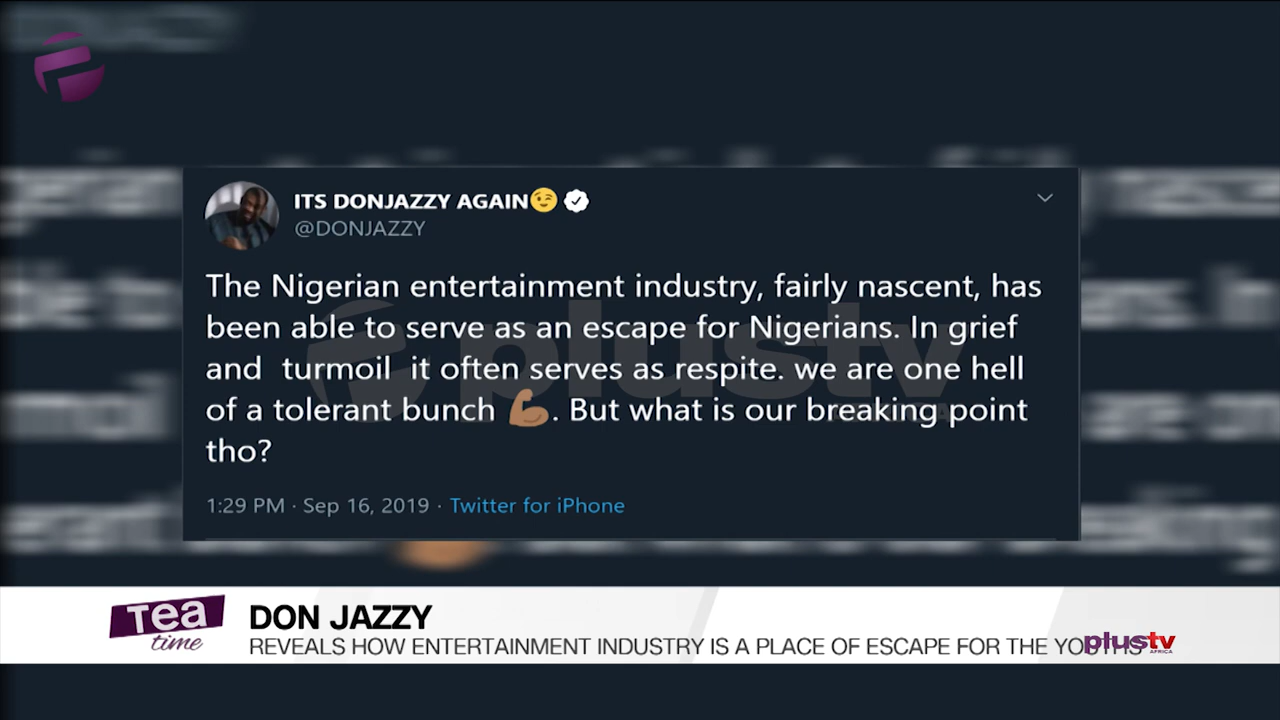 ITS DONJAZZY AGAIN😉
@DONJAZZY
The Nigerian entertainment industry, fairly nascent, has
been able to serve as an escape for Nigerians. In grief
and  turmoil  it often serves as respite. we are one hell
of a tolerant bunch 💪🏽. But what is our breaking point
tho?
1:29 PM · Sep 16, 2019 · Twitter for iPhone
plustv
Tea
time
DON JAZZY
REVEALS HOW ENTERTAINMENT INDUSTRY IS A PLACE OF ESCAPE FOR THE YOUTHS
plustv
AFRICA